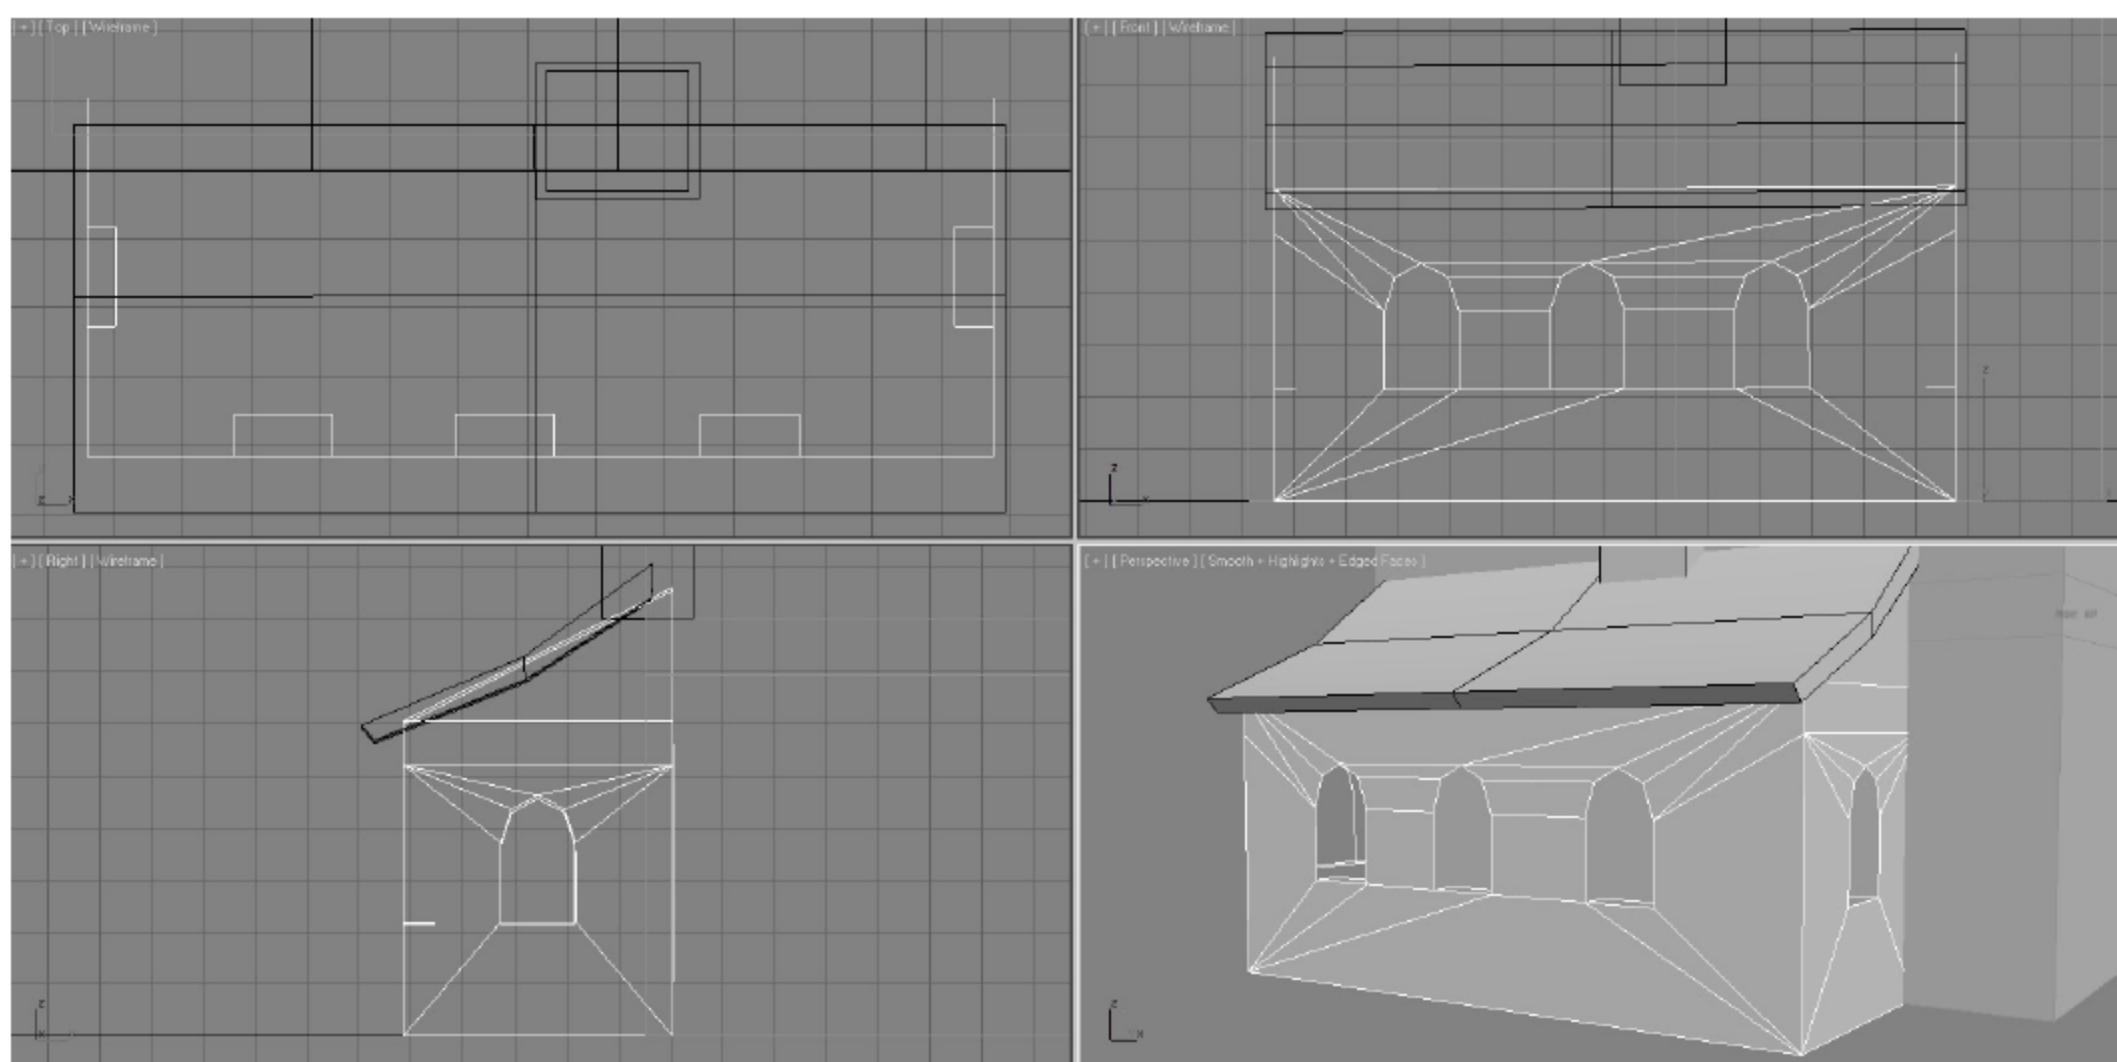 [ + ] [ Top ] [ Wireframe ]
[ + ] [ Front ] [ Wireframe ]
[ + ] [ Right ] [ Wireframe ]
[ + ] [ Perspective ] [ Smooth + Highlights + Edged Faces ]